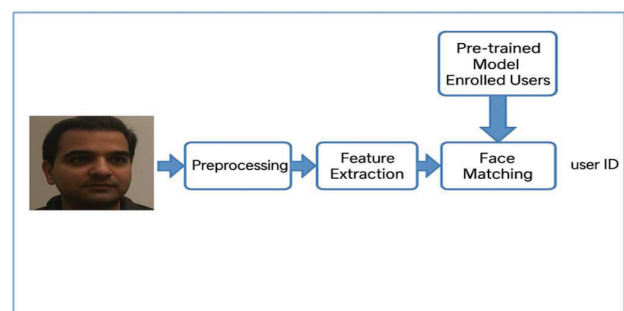 Pre-trained
Model
Enrolled Users
Preprocessing
Feature
Extraction
Face
Matching
user ID